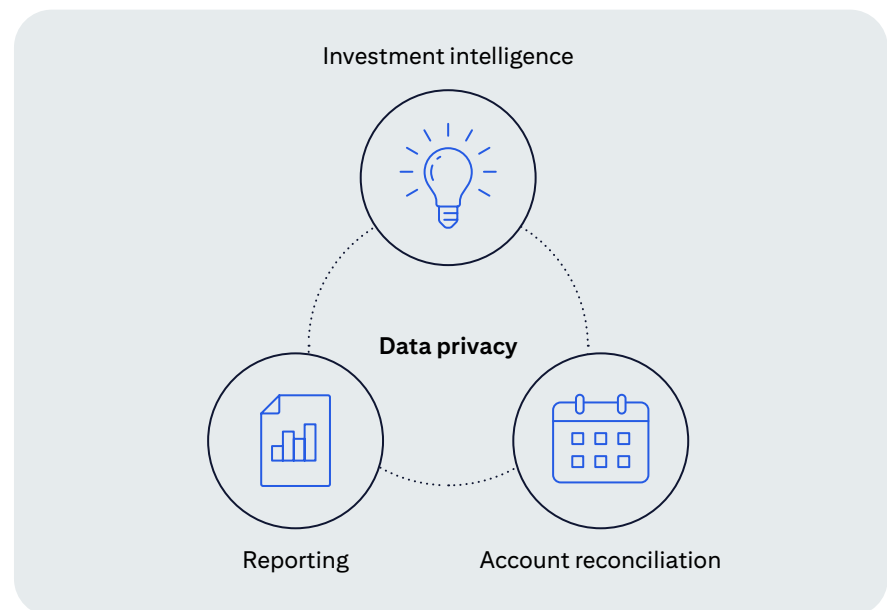 Investment intelligence
Data privacy
Reporting
Account reconciliation